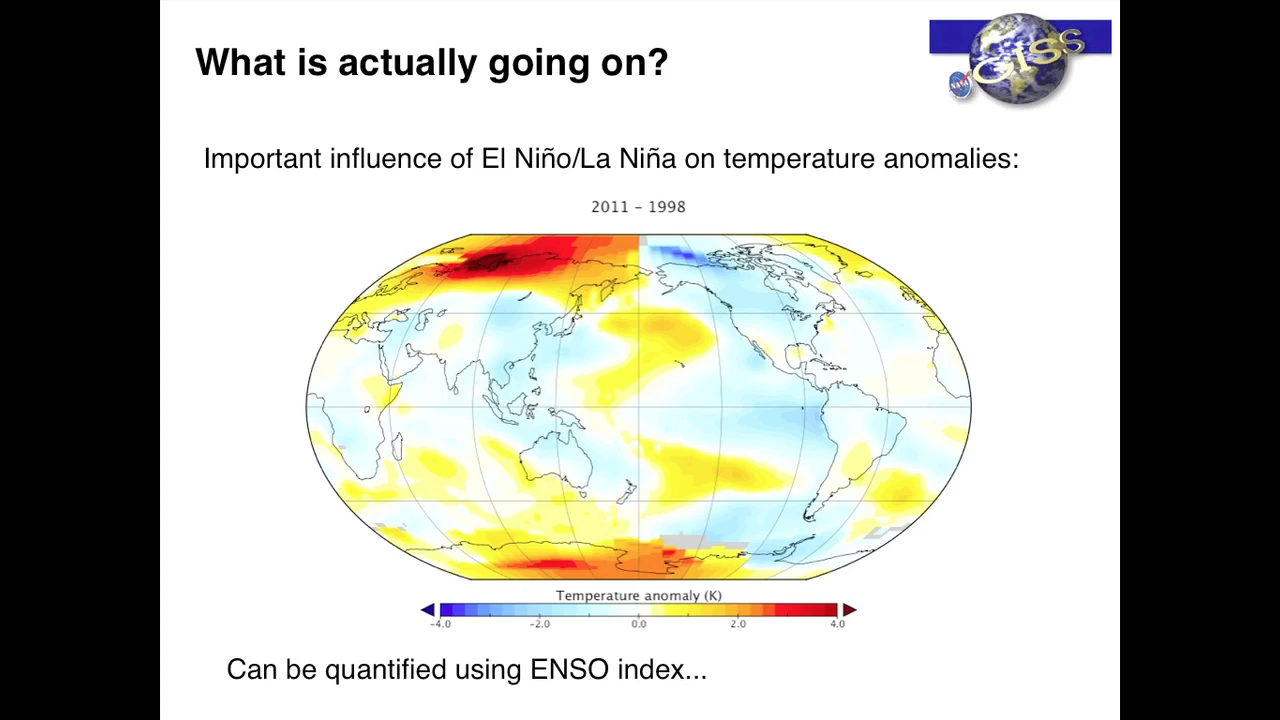 What is actually going on?
GISS
NASA
Important influence of El Niño/La Niña on temperature anomalies:
2011 – 1998
Temperature anomaly (K)
-4.0 -2.0 0.0 2.0 4.0
Can be quantified using ENSO index...